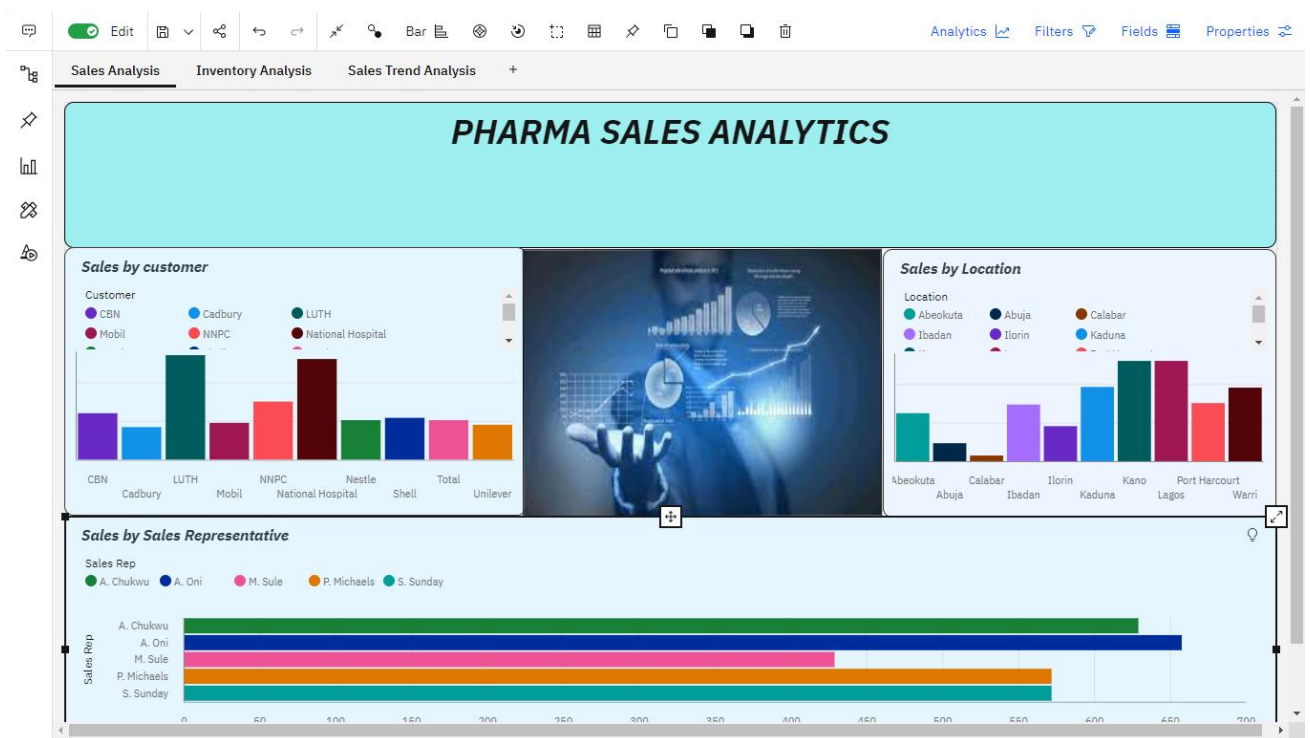 Edit Bar Analytics Filters Fields Properties
Sales Analysis Inventory Analysis Sales Trend Analysis +
PHARMA SALES ANALYTICS
Sales by customer
Customer
CBN Cadbury LUTH
Mobil NNPC National Hospital
CBN LUTH NNPC Nestle Total
Cadbury Mobil National Hospital Shell Unilever
Sales by Location
Location
Abeokuta Abuja Calabar
Ibadan Ilorin Kaduna
Abeokuta Calabar Ilorin Kano Port Harcourt
Abuja Ibadan Kaduna Lagos Warri
Sales by Sales Representative
Sales Rep
A. Chukwu A. Oni M. Sule P. Michaels S. Sunday
Sales Rep
A. Chukwu
A. Oni
M. Sule
P. Michaels
S. Sunday
0 50 100 150 200 250 300 350 400 450 500 550 600 650 700